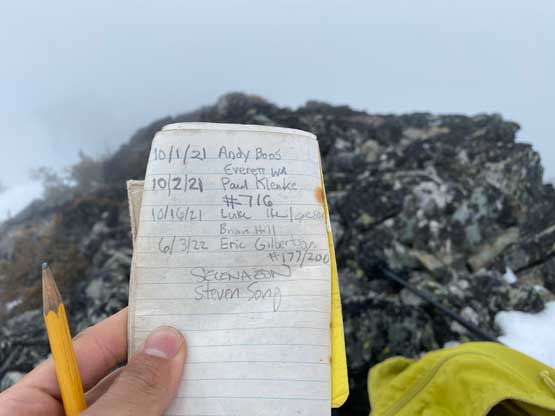 10/1/21 Andy Boos
Everett WA
10/2/21 Paul Klenke
#716
10/16/21 Luke
Brian Hill
6/3/22 Eric Gilbertson
#177/200
Steven Song